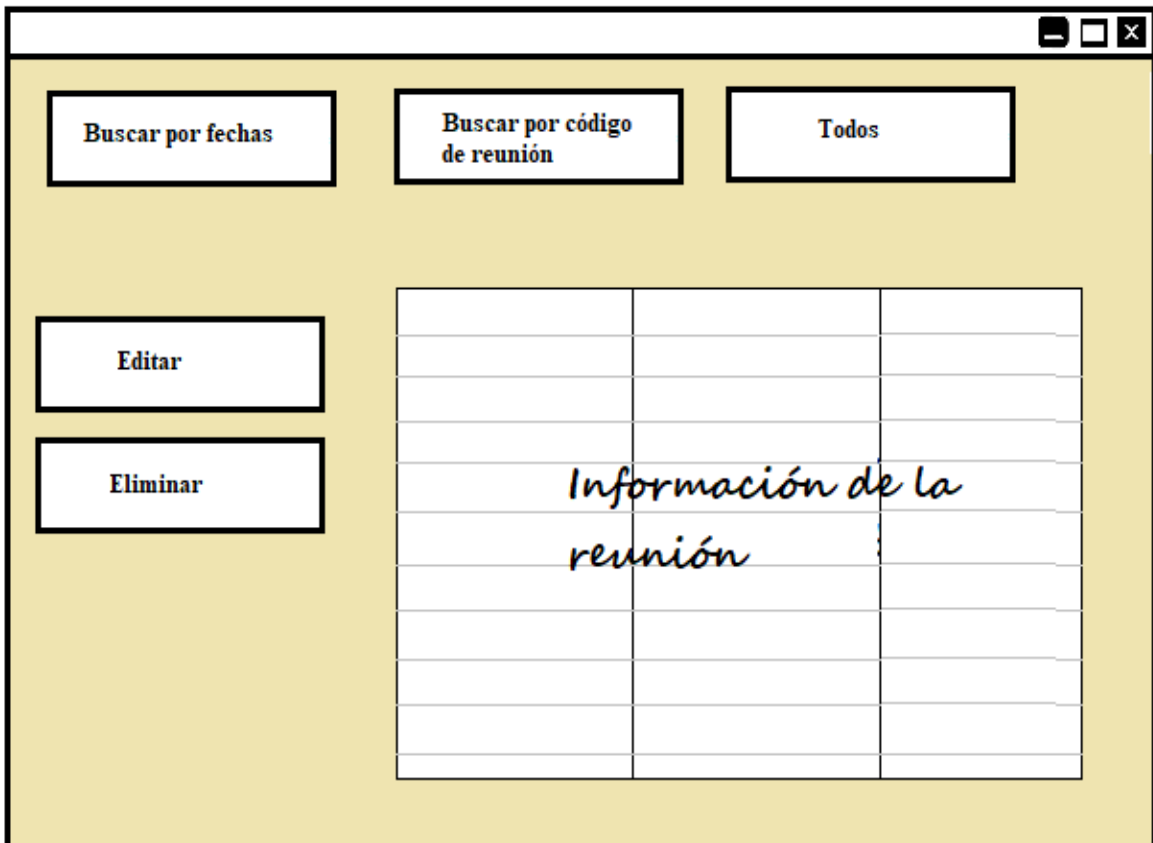 Buscar por fechas
Buscar por código
de reunión
Todos
Editar
Eliminar
Información de la
reunión